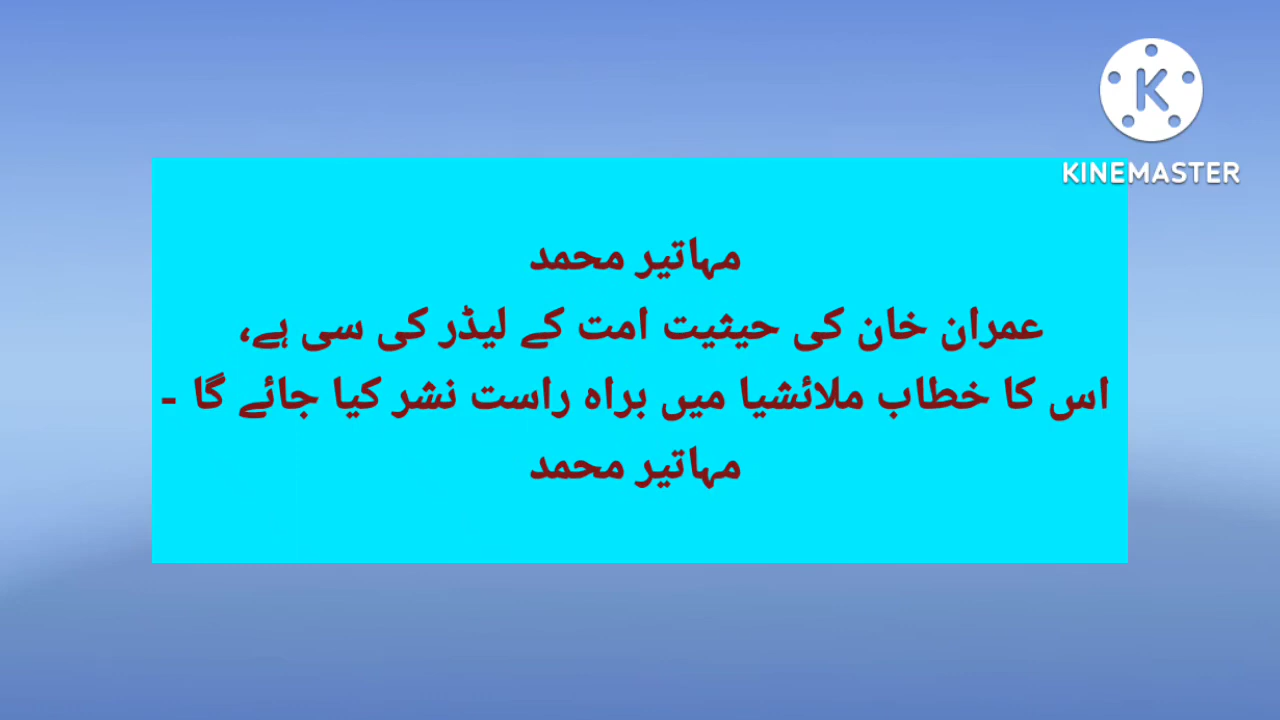 KINEMASTER
مہاتیر محمد
عمران خان کی حیثیت امت کے لیڈر کی سی ہے،
اس کا خطاب ملائشیا میں براہ راست نشر کیا جائے گا -
مہاتیر محمد